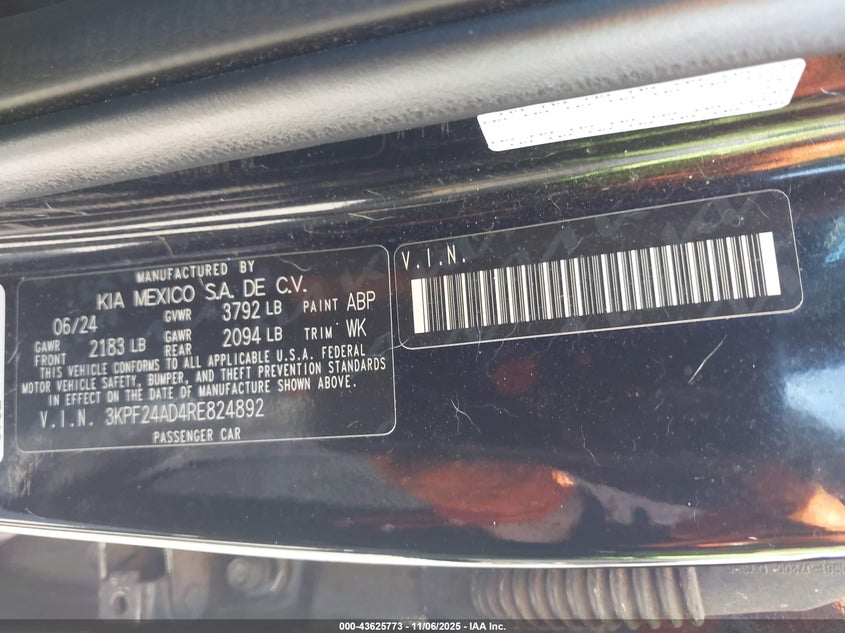 MANUFACTURED BY
KIA MEXICO S.A. DE C.V.
06/24 GVWR 3792 LB PAINT ABP
GAWR FRONT 2183 LB GAWR REAR 2094 LB TRIM: WK
THIS VEHICLE CONFORMS TO ALL APPLICABLE U.S.A. FEDERAL
MOTOR VEHICLE SAFETY, BUMPER, AND THEFT PREVENTION STANDARDS
IN EFFECT ON THE DATE OF MANUFACTURE SHOWN ABOVE.
V.I.N. 3KPF24AD4RE824892
PASSENGER CAR
V.I.N.
000-43625773 - 11/06/2025 - IAA Inc.